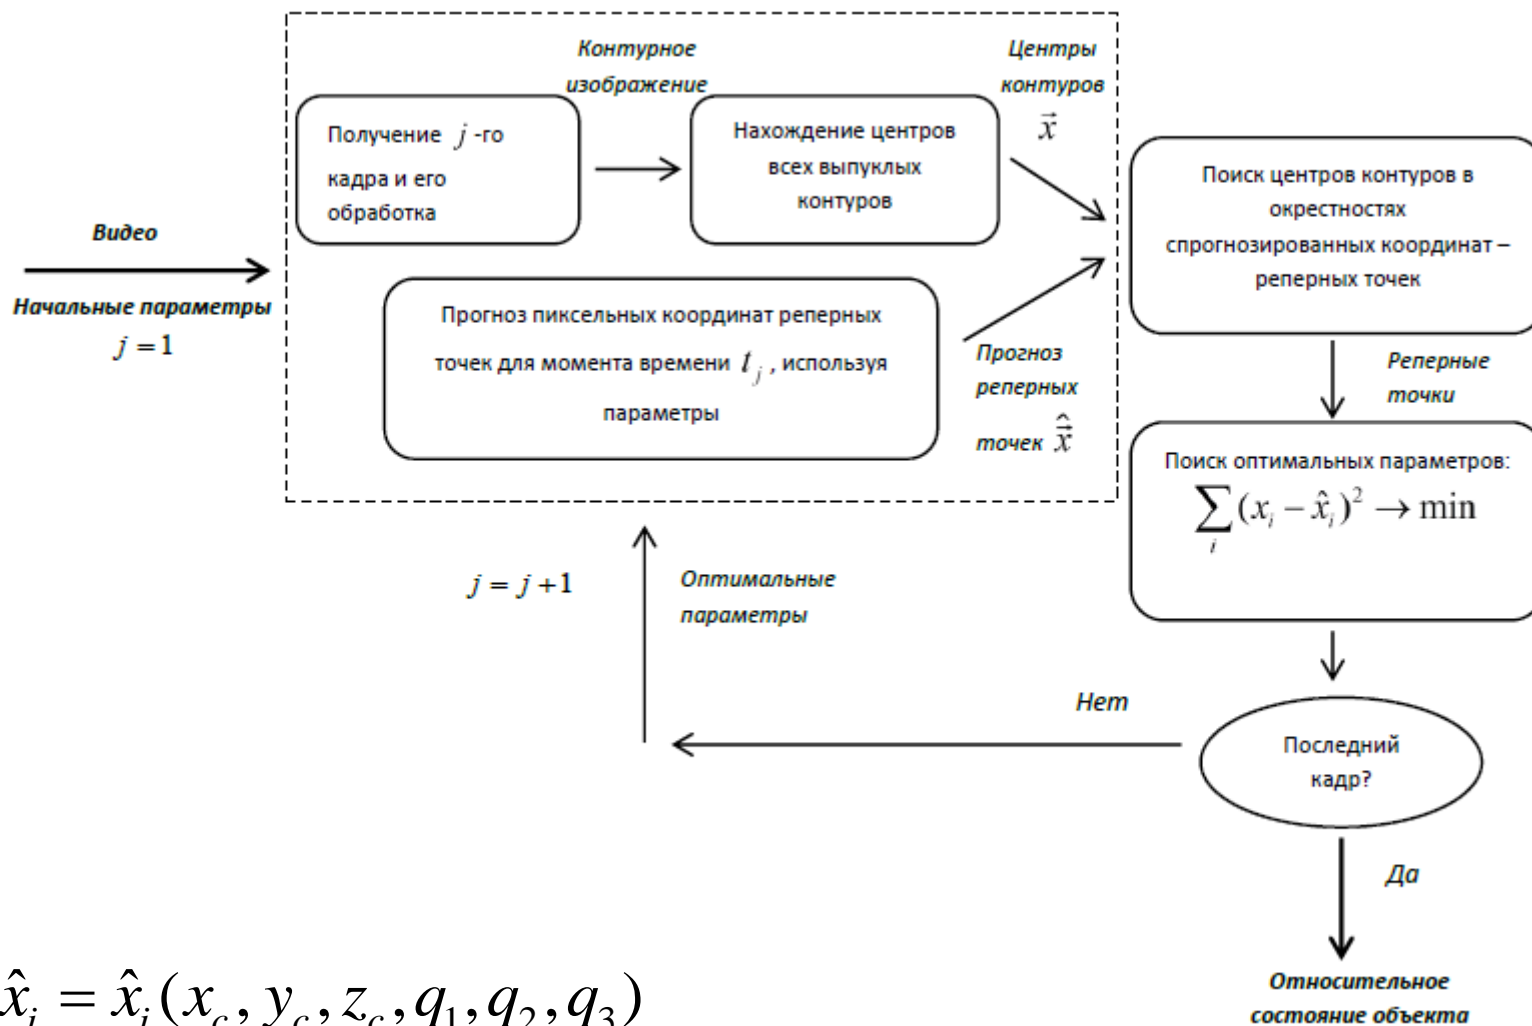 Видео
Начальные параметры
j = 1
Контурное
изображение
Центры
контуров
x⃗
Получение j -го
кадра и его
обработка
Нахождение центров
всех выпуклых
контуров
Прогноз пиксельных координат реперных
точек для момента времени t_j , используя
параметры
Прогноз
реперных
точек x̂⃗
Поиск центров контуров в
окрестностях
спрогнозированных координат –
реперных точек
Реперные
точки
Поиск оптимальных параметров:
∑_i (x_i − x̂_i)² → min
j = j +1
Оптимальные
параметры
Нет
Последний
кадр?
Да
Относительное
состояние объекта
x̂_i = x̂_i(x_c, y_c, z_c, q_1, q_2, q_3)